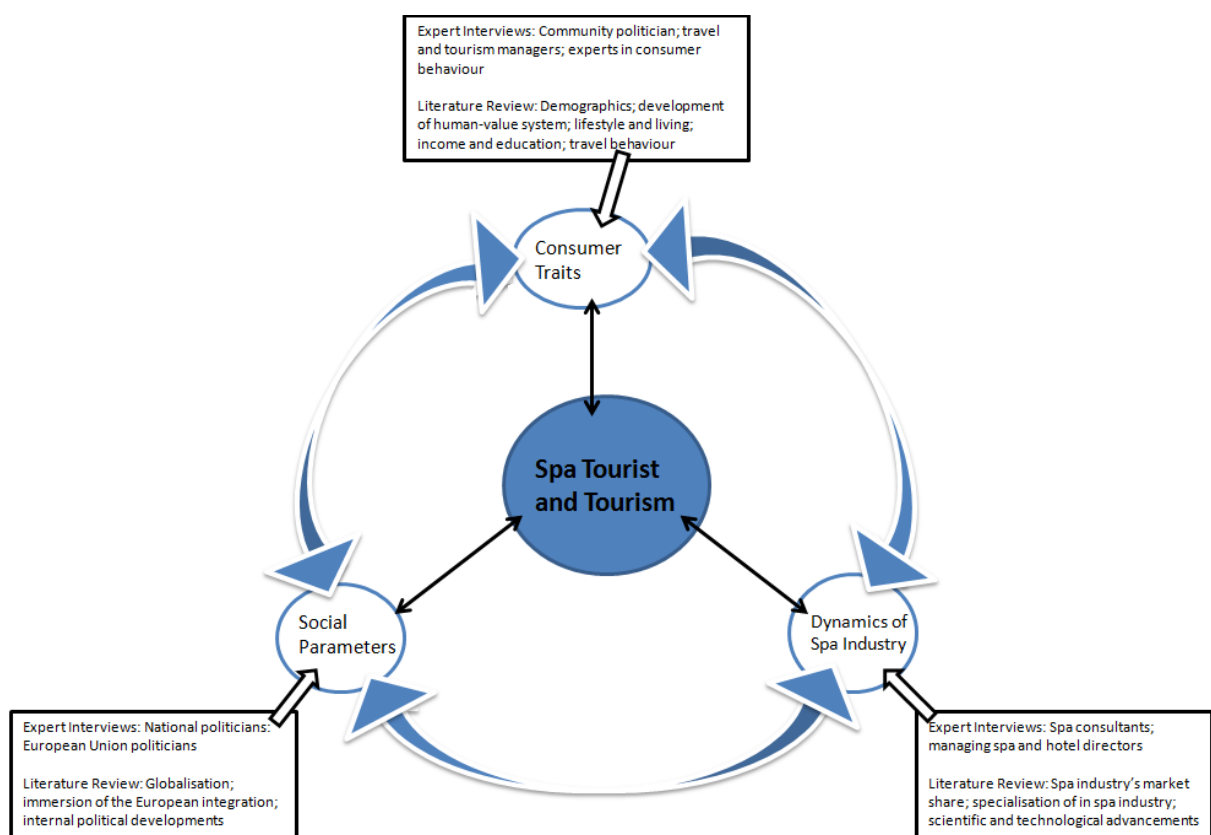 Expert Interviews: Community politician; travel
and tourism managers; experts in consumer
behaviour
Literature Review: Demographics; development
of human-value system; lifestyle and living;
income and education; travel behaviour
Consumer
Traits
Spa Tourist
and Tourism
Social
Parameters
Dynamics of
Spa Industry
Expert Interviews: National politicians:
European Union politicians
Literature Review: Globalisation;
immersion of the European integration;
internal political developments
Expert Interviews: Spa consultants;
managing spa and hotel directors
Literature Review: Spa industry's market
share; specialisation of in spa industry;
scientific and technological advancements